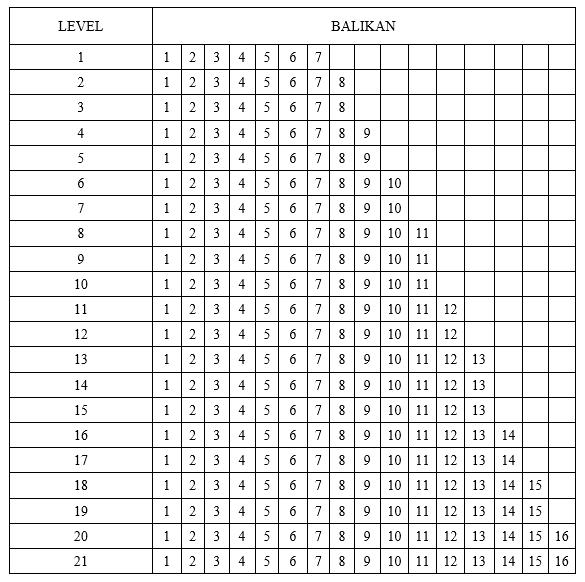 LEVEL BALIKAN
1 1 2 3 4 5 6 7
2 1 2 3 4 5 6 7 8
3 1 2 3 4 5 6 7 8
4 1 2 3 4 5 6 7 8 9
5 1 2 3 4 5 6 7 8 9
6 1 2 3 4 5 6 7 8 9 10
7 1 2 3 4 5 6 7 8 9 10
8 1 2 3 4 5 6 7 8 9 10 11
9 1 2 3 4 5 6 7 8 9 10 11
10 1 2 3 4 5 6 7 8 9 10 11
11 1 2 3 4 5 6 7 8 9 10 11 12
12 1 2 3 4 5 6 7 8 9 10 11 12
13 1 2 3 4 5 6 7 8 9 10 11 12 13
14 1 2 3 4 5 6 7 8 9 10 11 12 13
15 1 2 3 4 5 6 7 8 9 10 11 12 13
16 1 2 3 4 5 6 7 8 9 10 11 12 13 14
17 1 2 3 4 5 6 7 8 9 10 11 12 13 14
18 1 2 3 4 5 6 7 8 9 10 11 12 13 14 15
19 1 2 3 4 5 6 7 8 9 10 11 12 13 14 15
20 1 2 3 4 5 6 7 8 9 10 11 12 13 14 15 16
21 1 2 3 4 5 6 7 8 9 10 11 12 13 14 15 16